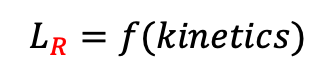 L_R = f(kinetics)